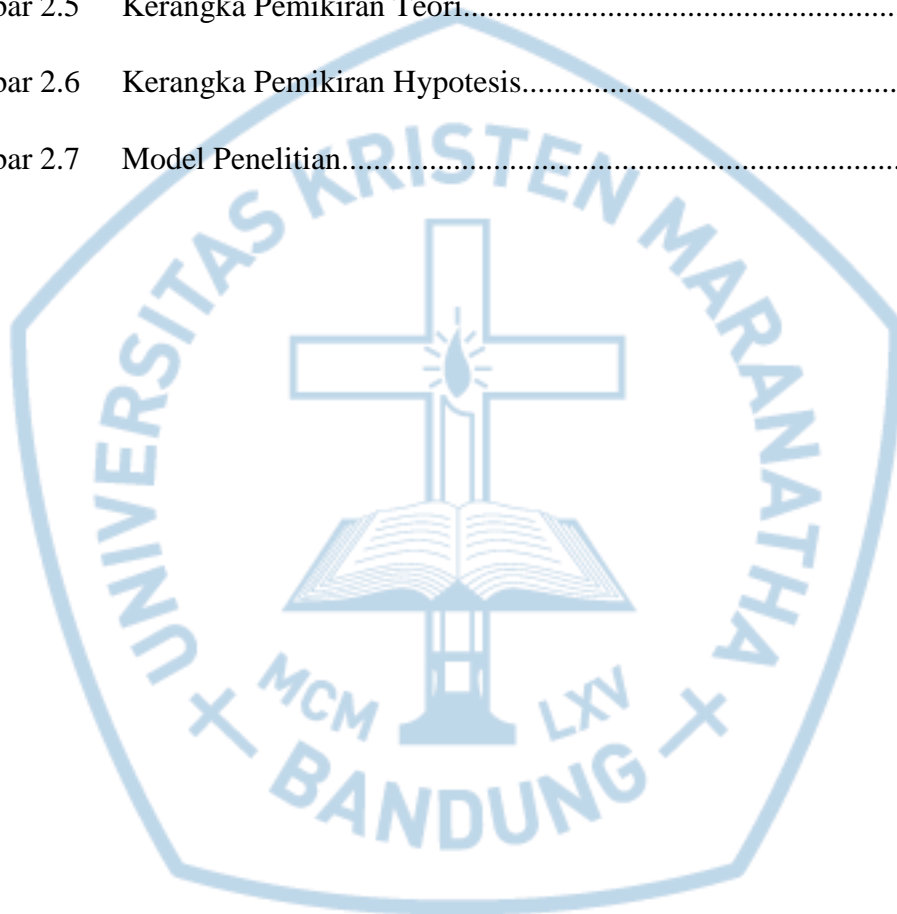 bar 2.5 Kerangka Pemikiran Teori...........................................................
bar 2.6 Kerangka Pemikiran Hypotesis....................................................
bar 2.7 Model Penelitian...........................................................................
UNIVERSITAS KRISTEN MARANATHA
MCM LXV
BANDUNG